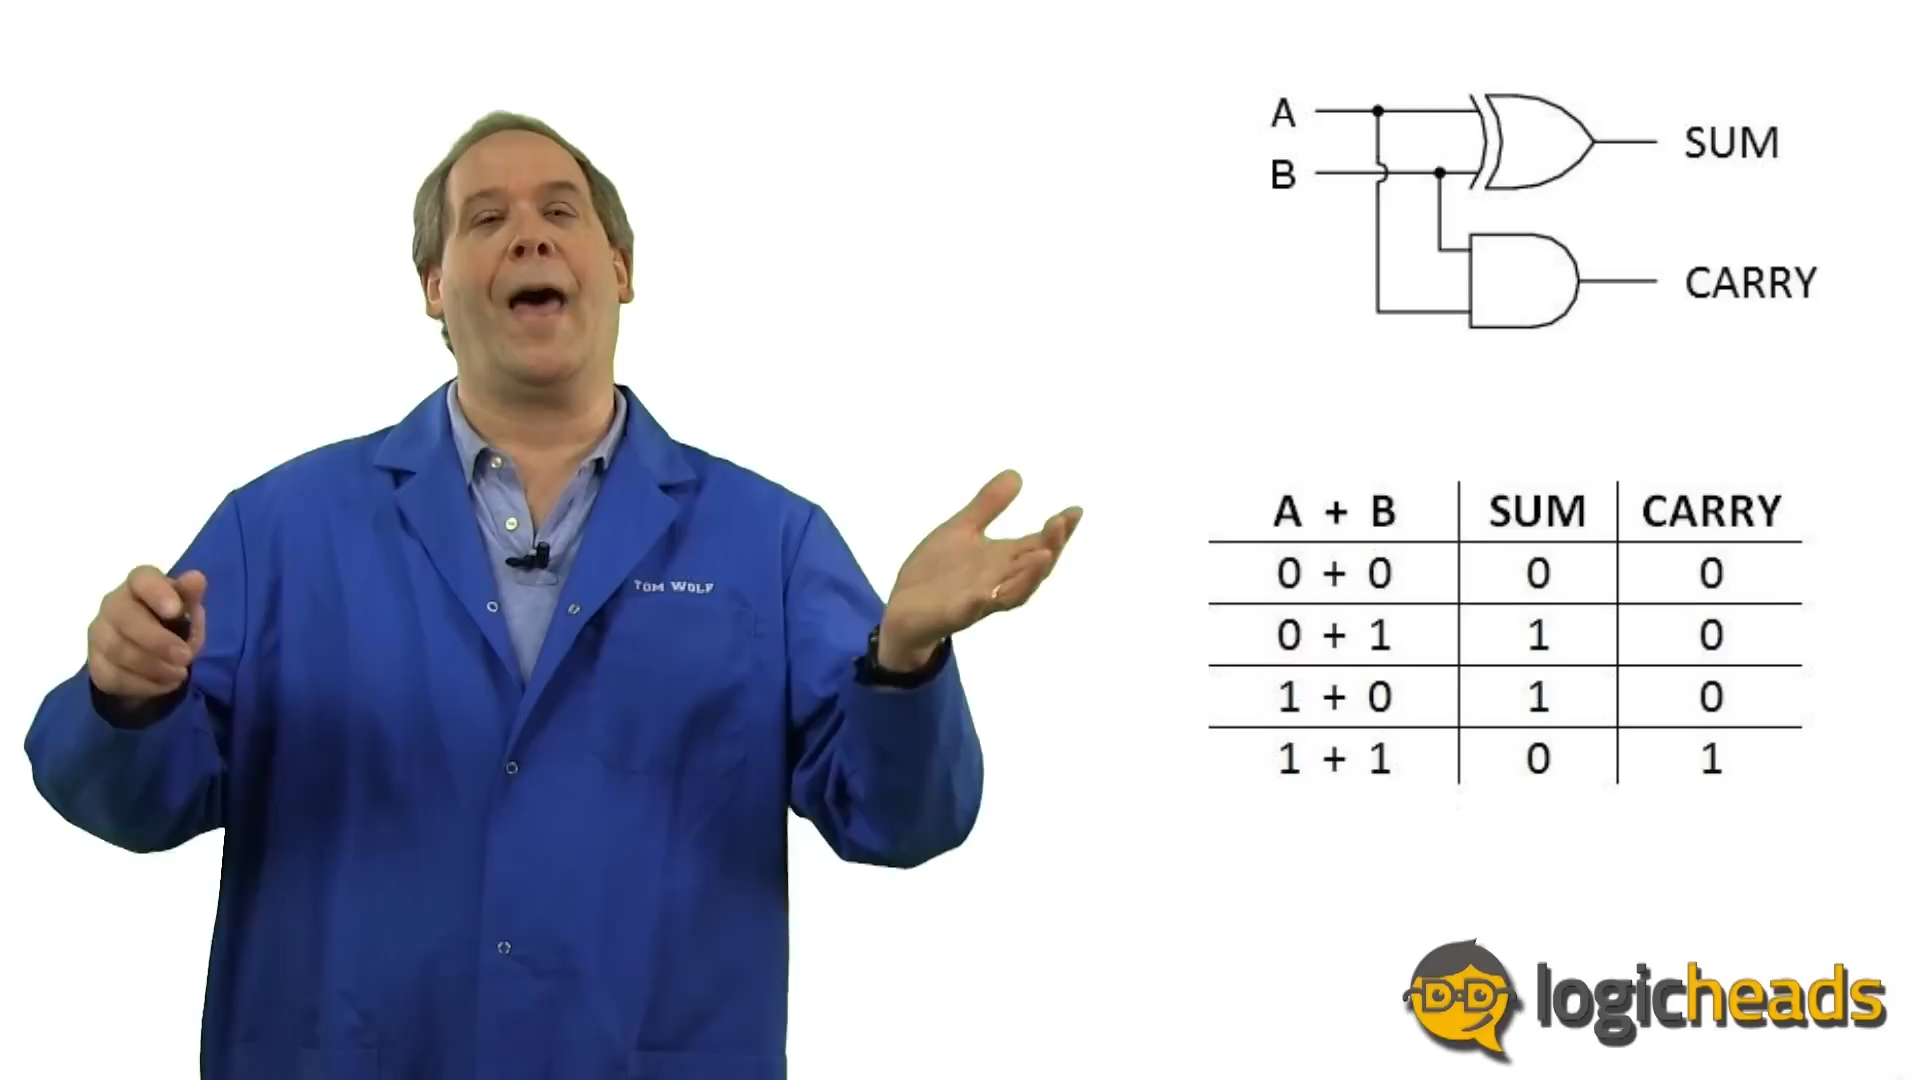 A
B
SUM
CARRY
TOM WOLF
A + B SUM CARRY
0 + 0 0 0
0 + 1 1 0
1 + 0 1 0
1 + 1 0 1
logicheads